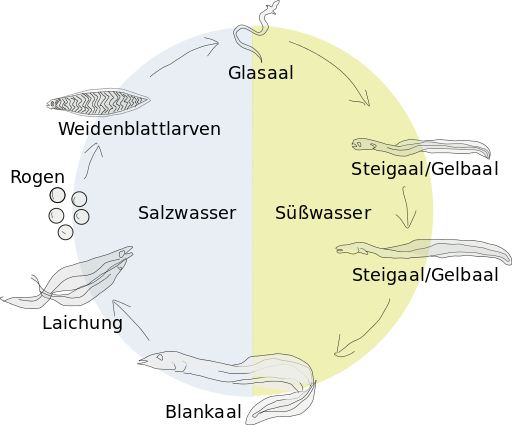 Glasaal
Weidenblattlarven
Steigaal/Gelbaal
Rogen
Salzwasser
Süßwasser
Steigaal/Gelbaal
Laichung
Blankaal